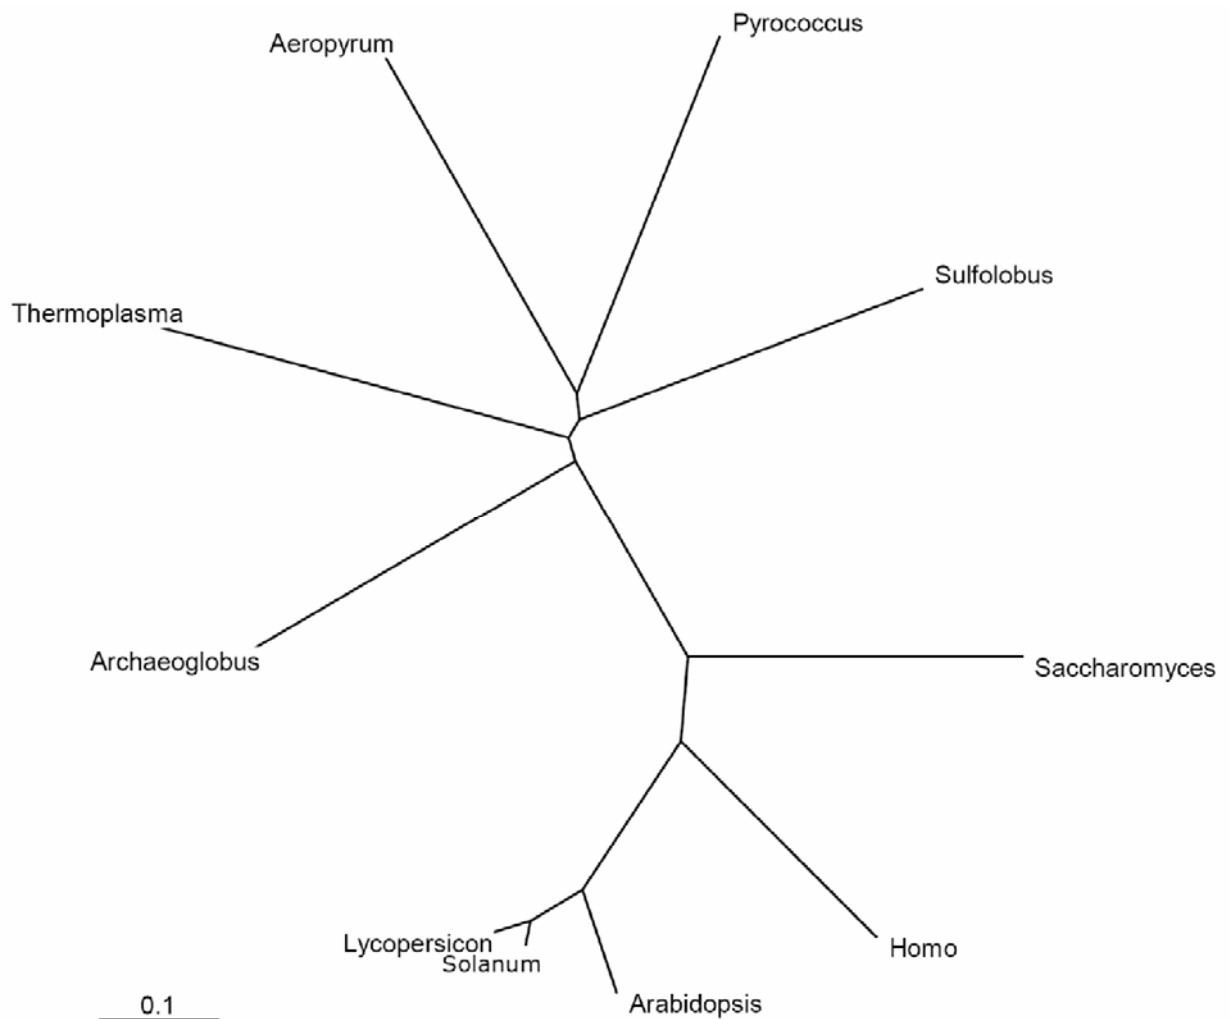 Pyrococcus
Aeropyrum
Sulfolobus
Thermoplasma
Archaeoglobus
Saccharomyces
Lycopersicon
Homo
Solanum
Arabidopsis
0.1